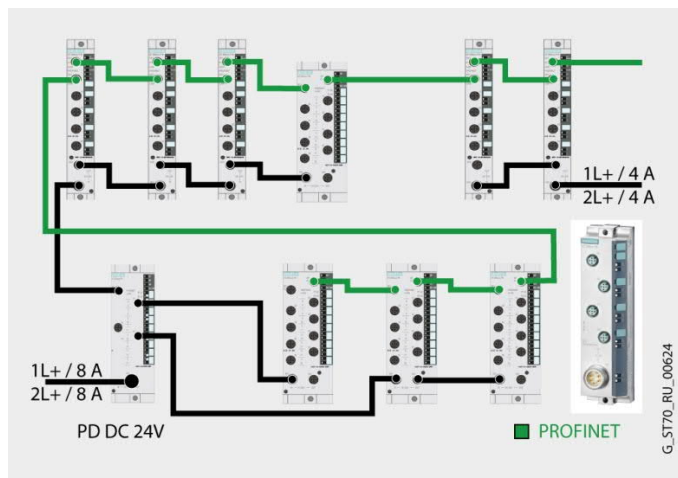 1L+ / 4 A
2L+ / 4 A
1L+ / 8 A
2L+ / 8 A
PD DC 24V
PROFINET
G_ST70_RU_00624